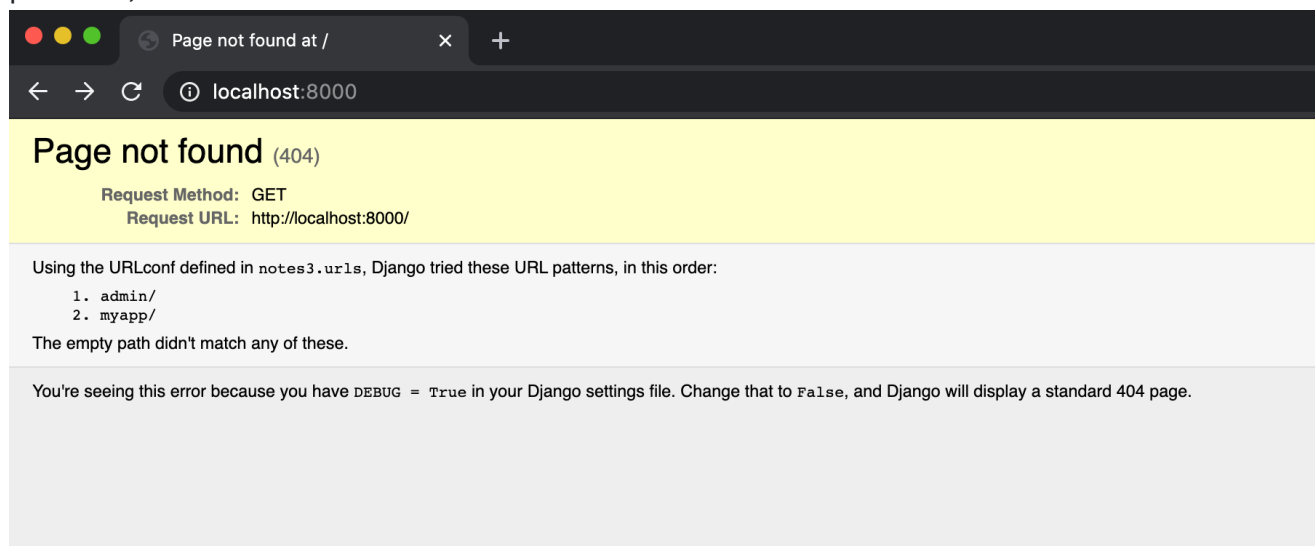 Page not found at /
localhost:8000
Page not found (404)
Request Method: GET
Request URL: http://localhost:8000/
Using the URLconf defined in notes3.urls, Django tried these URL patterns, in this order:
1. admin/
2. myapp/
The empty path didn't match any of these.
You're seeing this error because you have DEBUG = True in your Django settings file. Change that to False, and Django will display a standard 404 page.